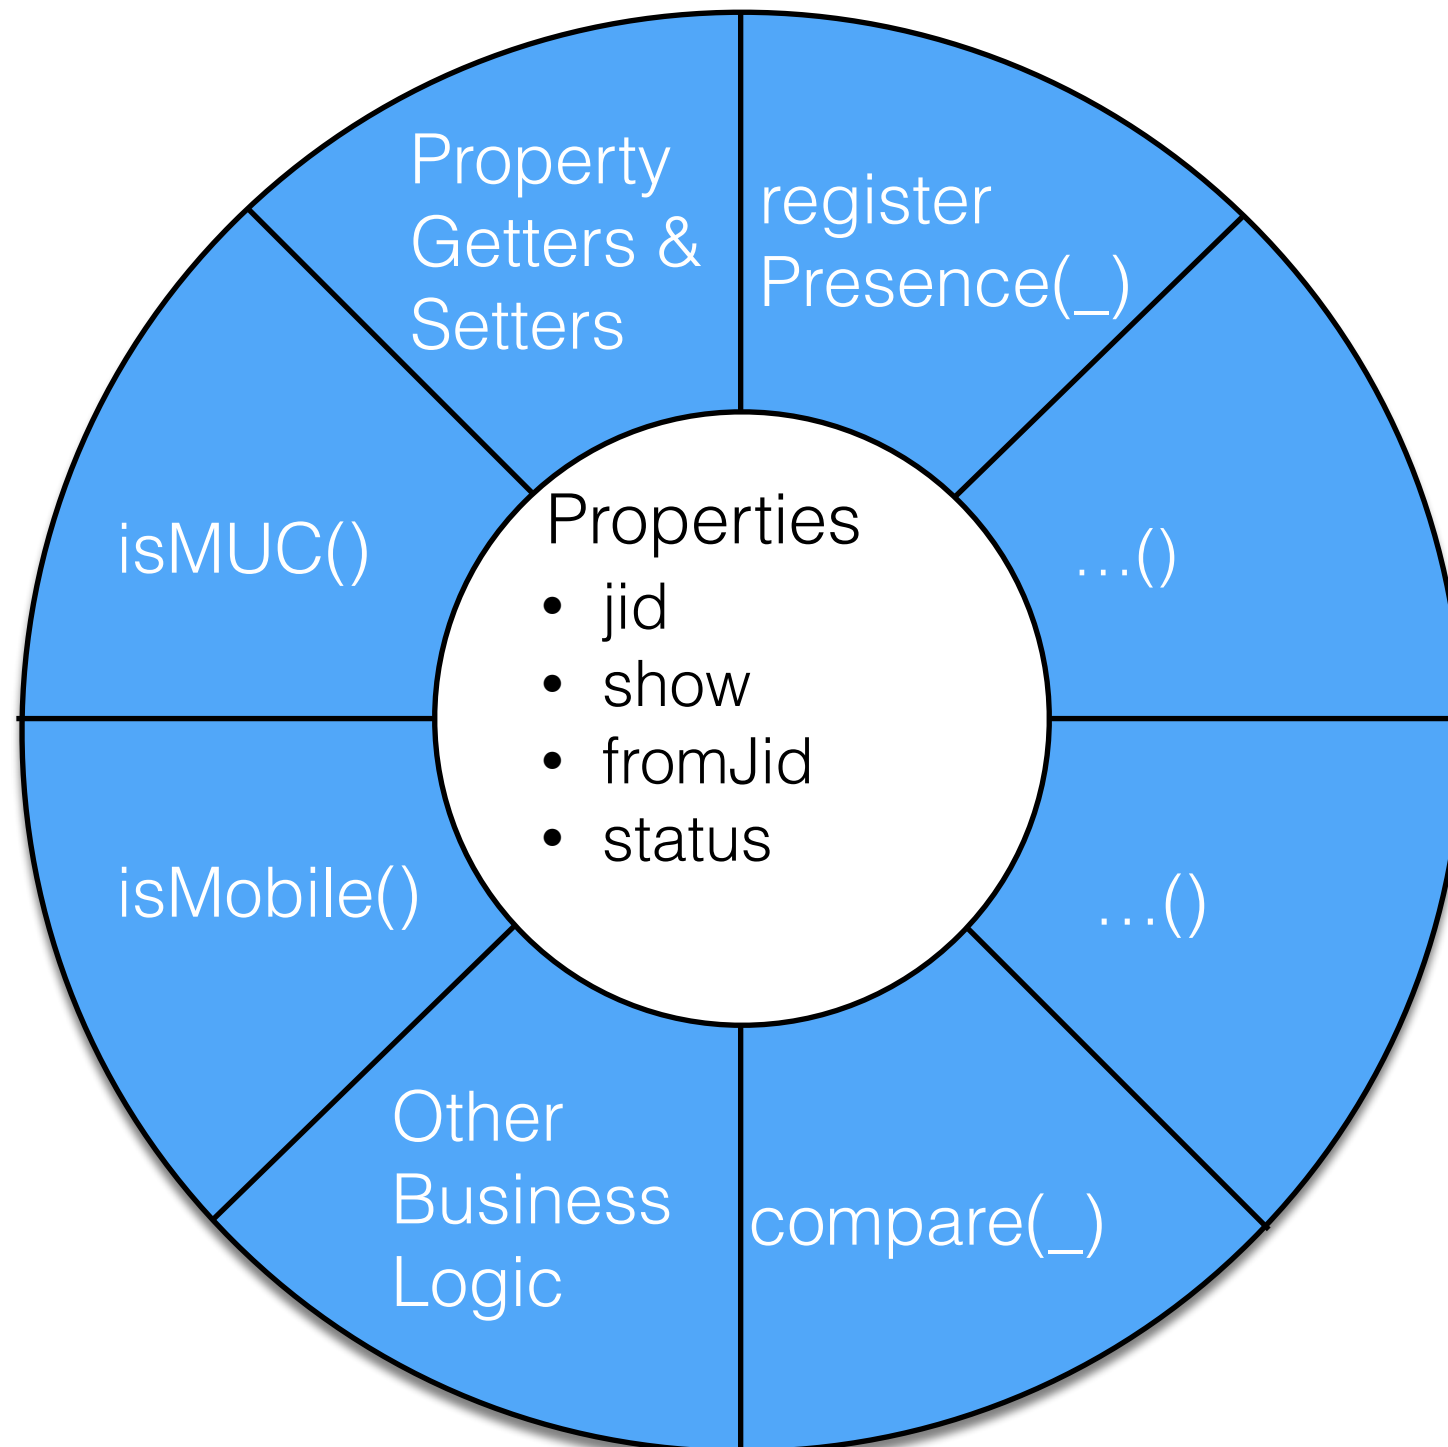 Property
Getters &
Setters
register
Presence(_)
isMUC()
Properties
• jid
• show
• fromJid
• status
…()
isMobile()
…()
Other
Business
Logic
compare(_)